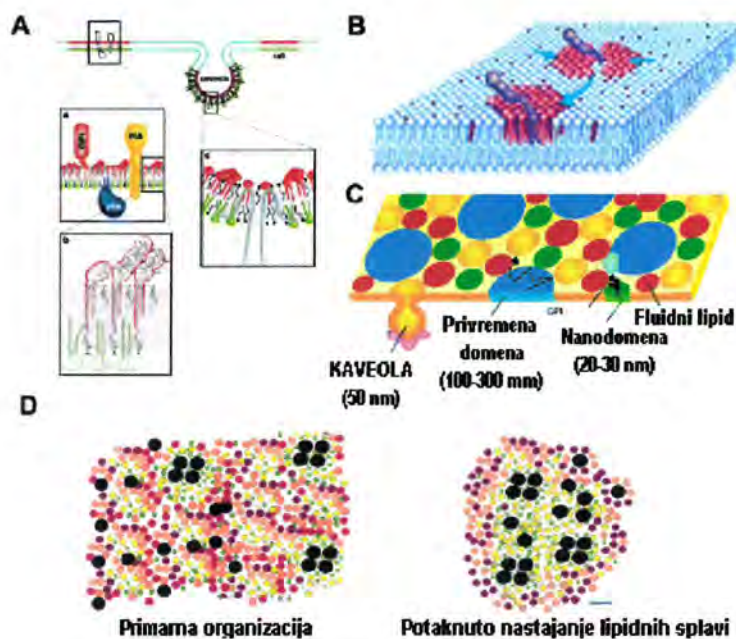 A
B
a
c
b
C
GPI
Fluidni lipid
Privremena
domena
(100-300 mm)
Nanodomena
(20-30 nm)
KAVEOLA
(50 nm)
D
Primarna organizacija
Potaknuto nastajanje lipidnih splavi